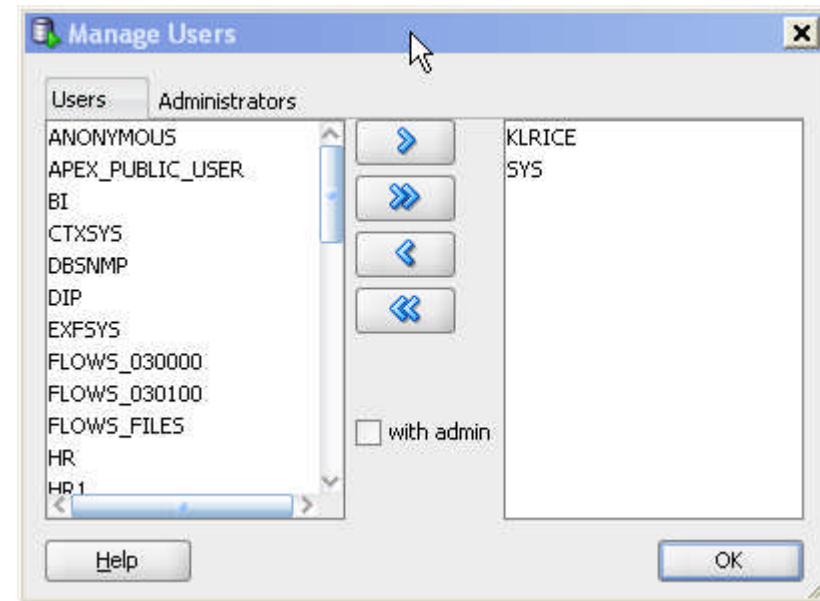 Manage Users
Users Administrators
ANONYMOUS
APEX_PUBLIC_USER
BI
CTXSYS
DBSNMP
DIP
EXFSYS
FLOWS_030000
FLOWS_030100
FLOWS_FILES
HR
HR1
with admin
KLRICE
SYS
Help
OK